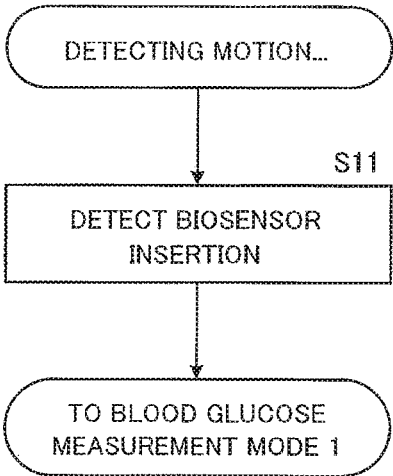 DETECTING MOTION...
S11
DETECT BIOSENSOR
INSERTION
TO BLOOD GLUCOSE
MEASUREMENT MODE 1